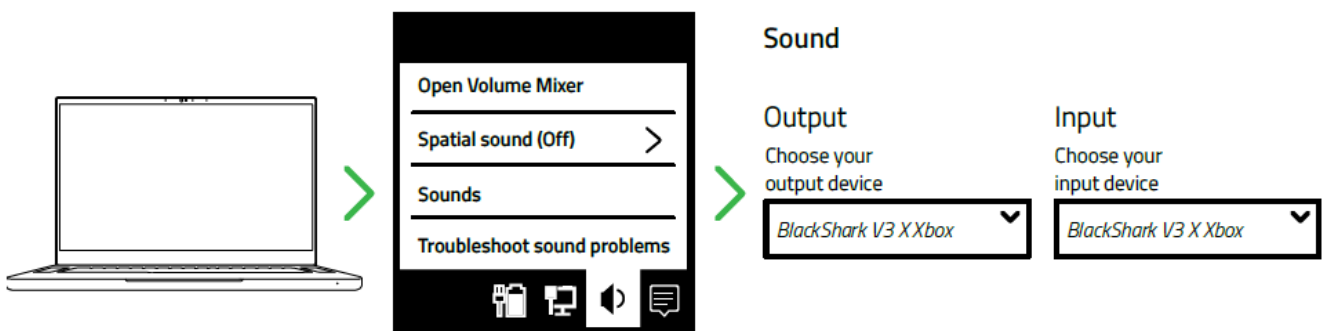 Open Volume Mixer
Spatial sound (Off)
Sounds
Troubleshoot sound problems
Sound
Output
Choose your
output device
BlackShark V3 X Xbox
Input
Choose your
input device
BlackShark V3 X Xbox